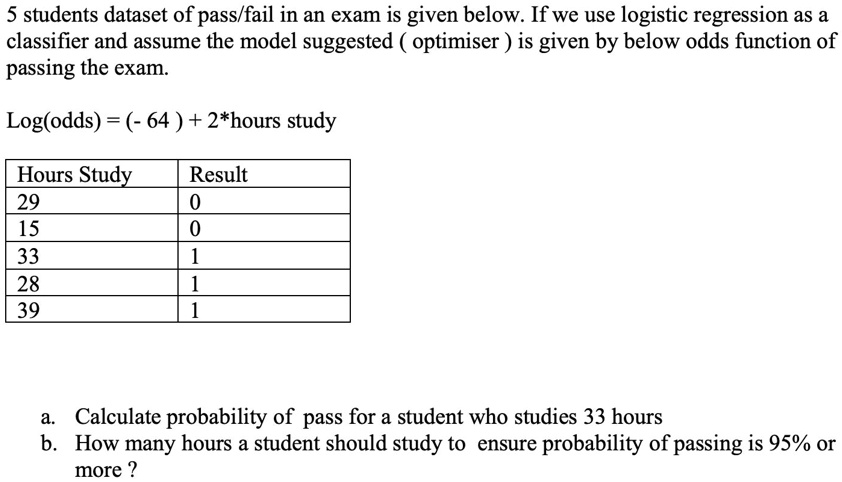 5 students dataset of pass/fail in an exam is given below. If we use logistic regression as a
classifier and assume the model suggested ( optimiser ) is given by below odds function of
passing the exam.
Log(odds) = (- 64 ) + 2*hours study
Hours Study Result
29 0
15 0
33 1
28 1
39 1
a. Calculate probability of pass for a student who studies 33 hours
b. How many hours a student should study to ensure probability of passing is 95% or
more ?